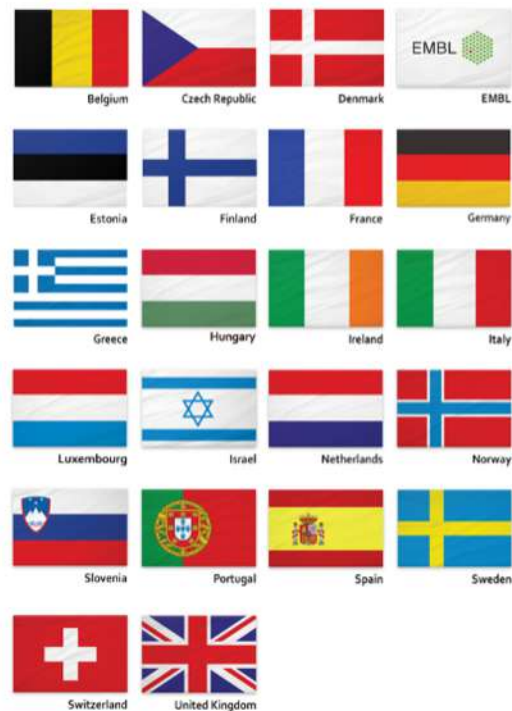 EMBL
Belgium
Czech Republic
Denmark
EMBL
Estonia
Finland
France
Germany
Greece
Hungary
Ireland
Italy
Luxembourg
Israel
Netherlands
Norway
Slovenia
Portugal
Spain
Sweden
Switzerland
United Kingdom